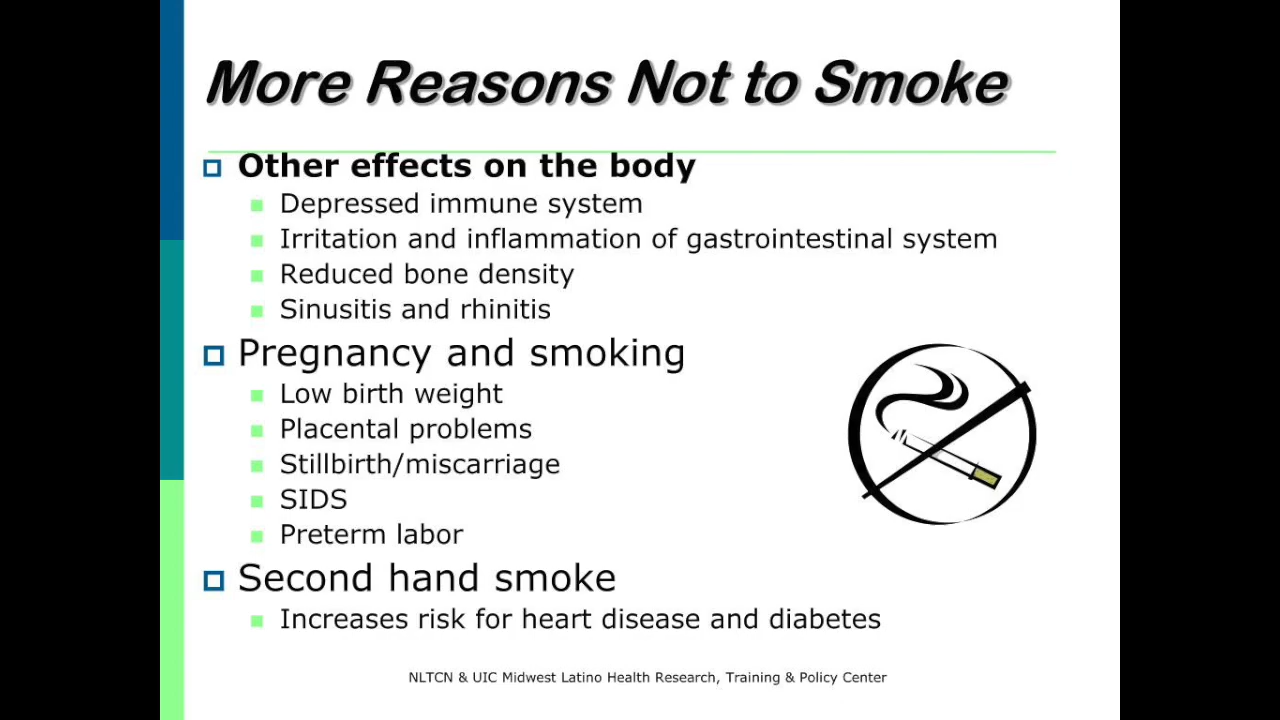 More Reasons Not to Smoke
Other effects on the body
Depressed immune system
Irritation and inflammation of gastrointestinal system
Reduced bone density
Sinusitis and rhinitis
Pregnancy and smoking
Low birth weight
Placental problems
Stillbirth/miscarriage
SIDS
Preterm labor
Second hand smoke
Increases risk for heart disease and diabetes
NLTCN & UIC Midwest Latino Health Research, Training & Policy Center